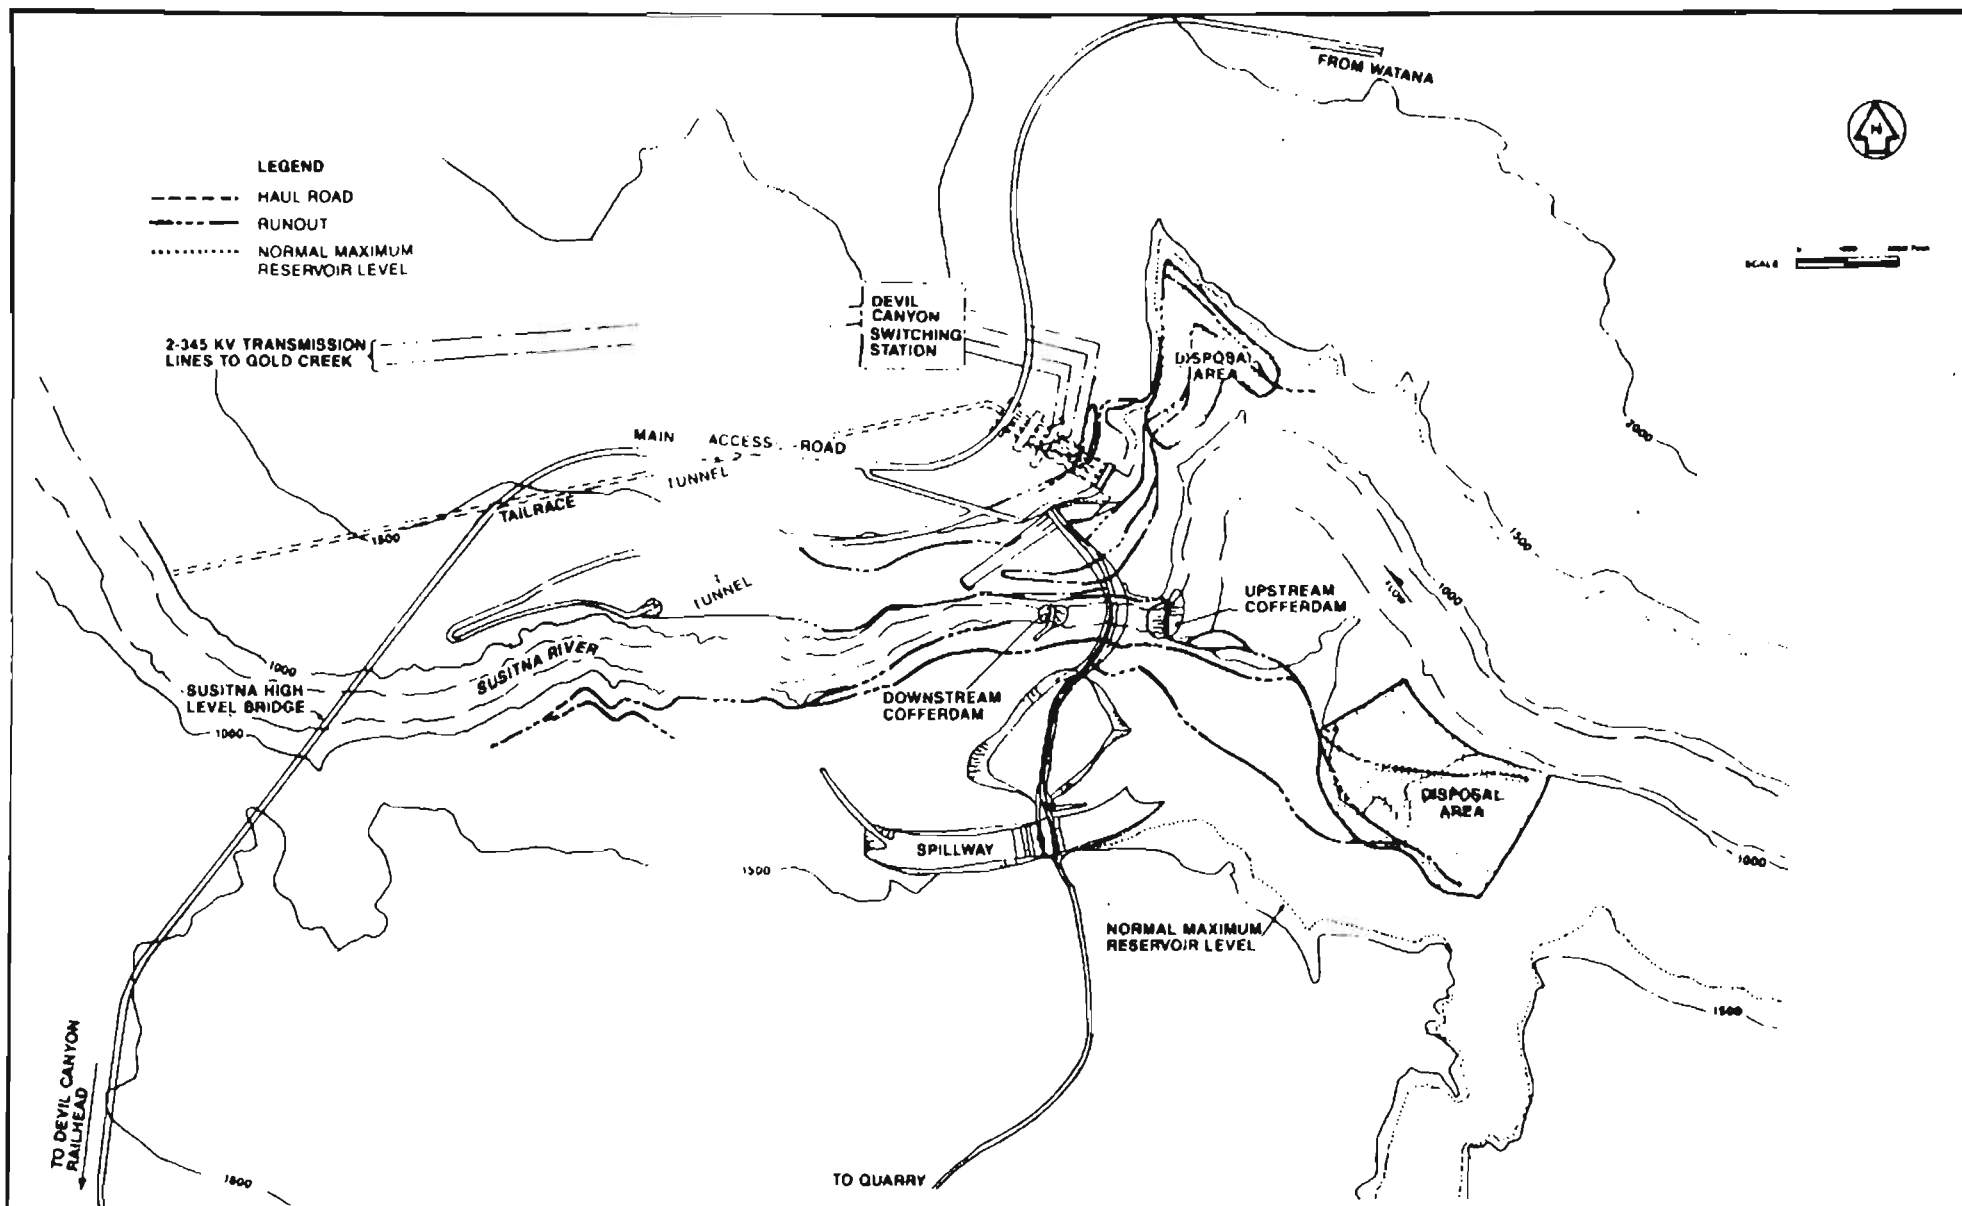 FROM WATANA
N
LEGEND
HAUL ROAD
RUNOUT
NORMAL MAXIMUM
RESERVOIR LEVEL
SCALE
DEVIL
CANYON
SWITCHING
STATION
2-345 KV TRANSMISSION
LINES TO GOLD CREEK
DISPOSAL
AREA
2000
MAIN ACCESS ROAD
TUNNEL
TAILRACE
1500
1500
FLOW
1000
TUNNEL
UPSTREAM
COFFERDAM
1000
SUSITNA RIVER
SUSITNA HIGH
LEVEL BRIDGE
1000
DOWNSTREAM
COFFERDAM
DISPOSAL
AREA
SPILLWAY
1500
1000
NORMAL MAXIMUM
RESERVOIR LEVEL
1500
TO DEVIL CANYON
RAILHEAD
TO QUARRY